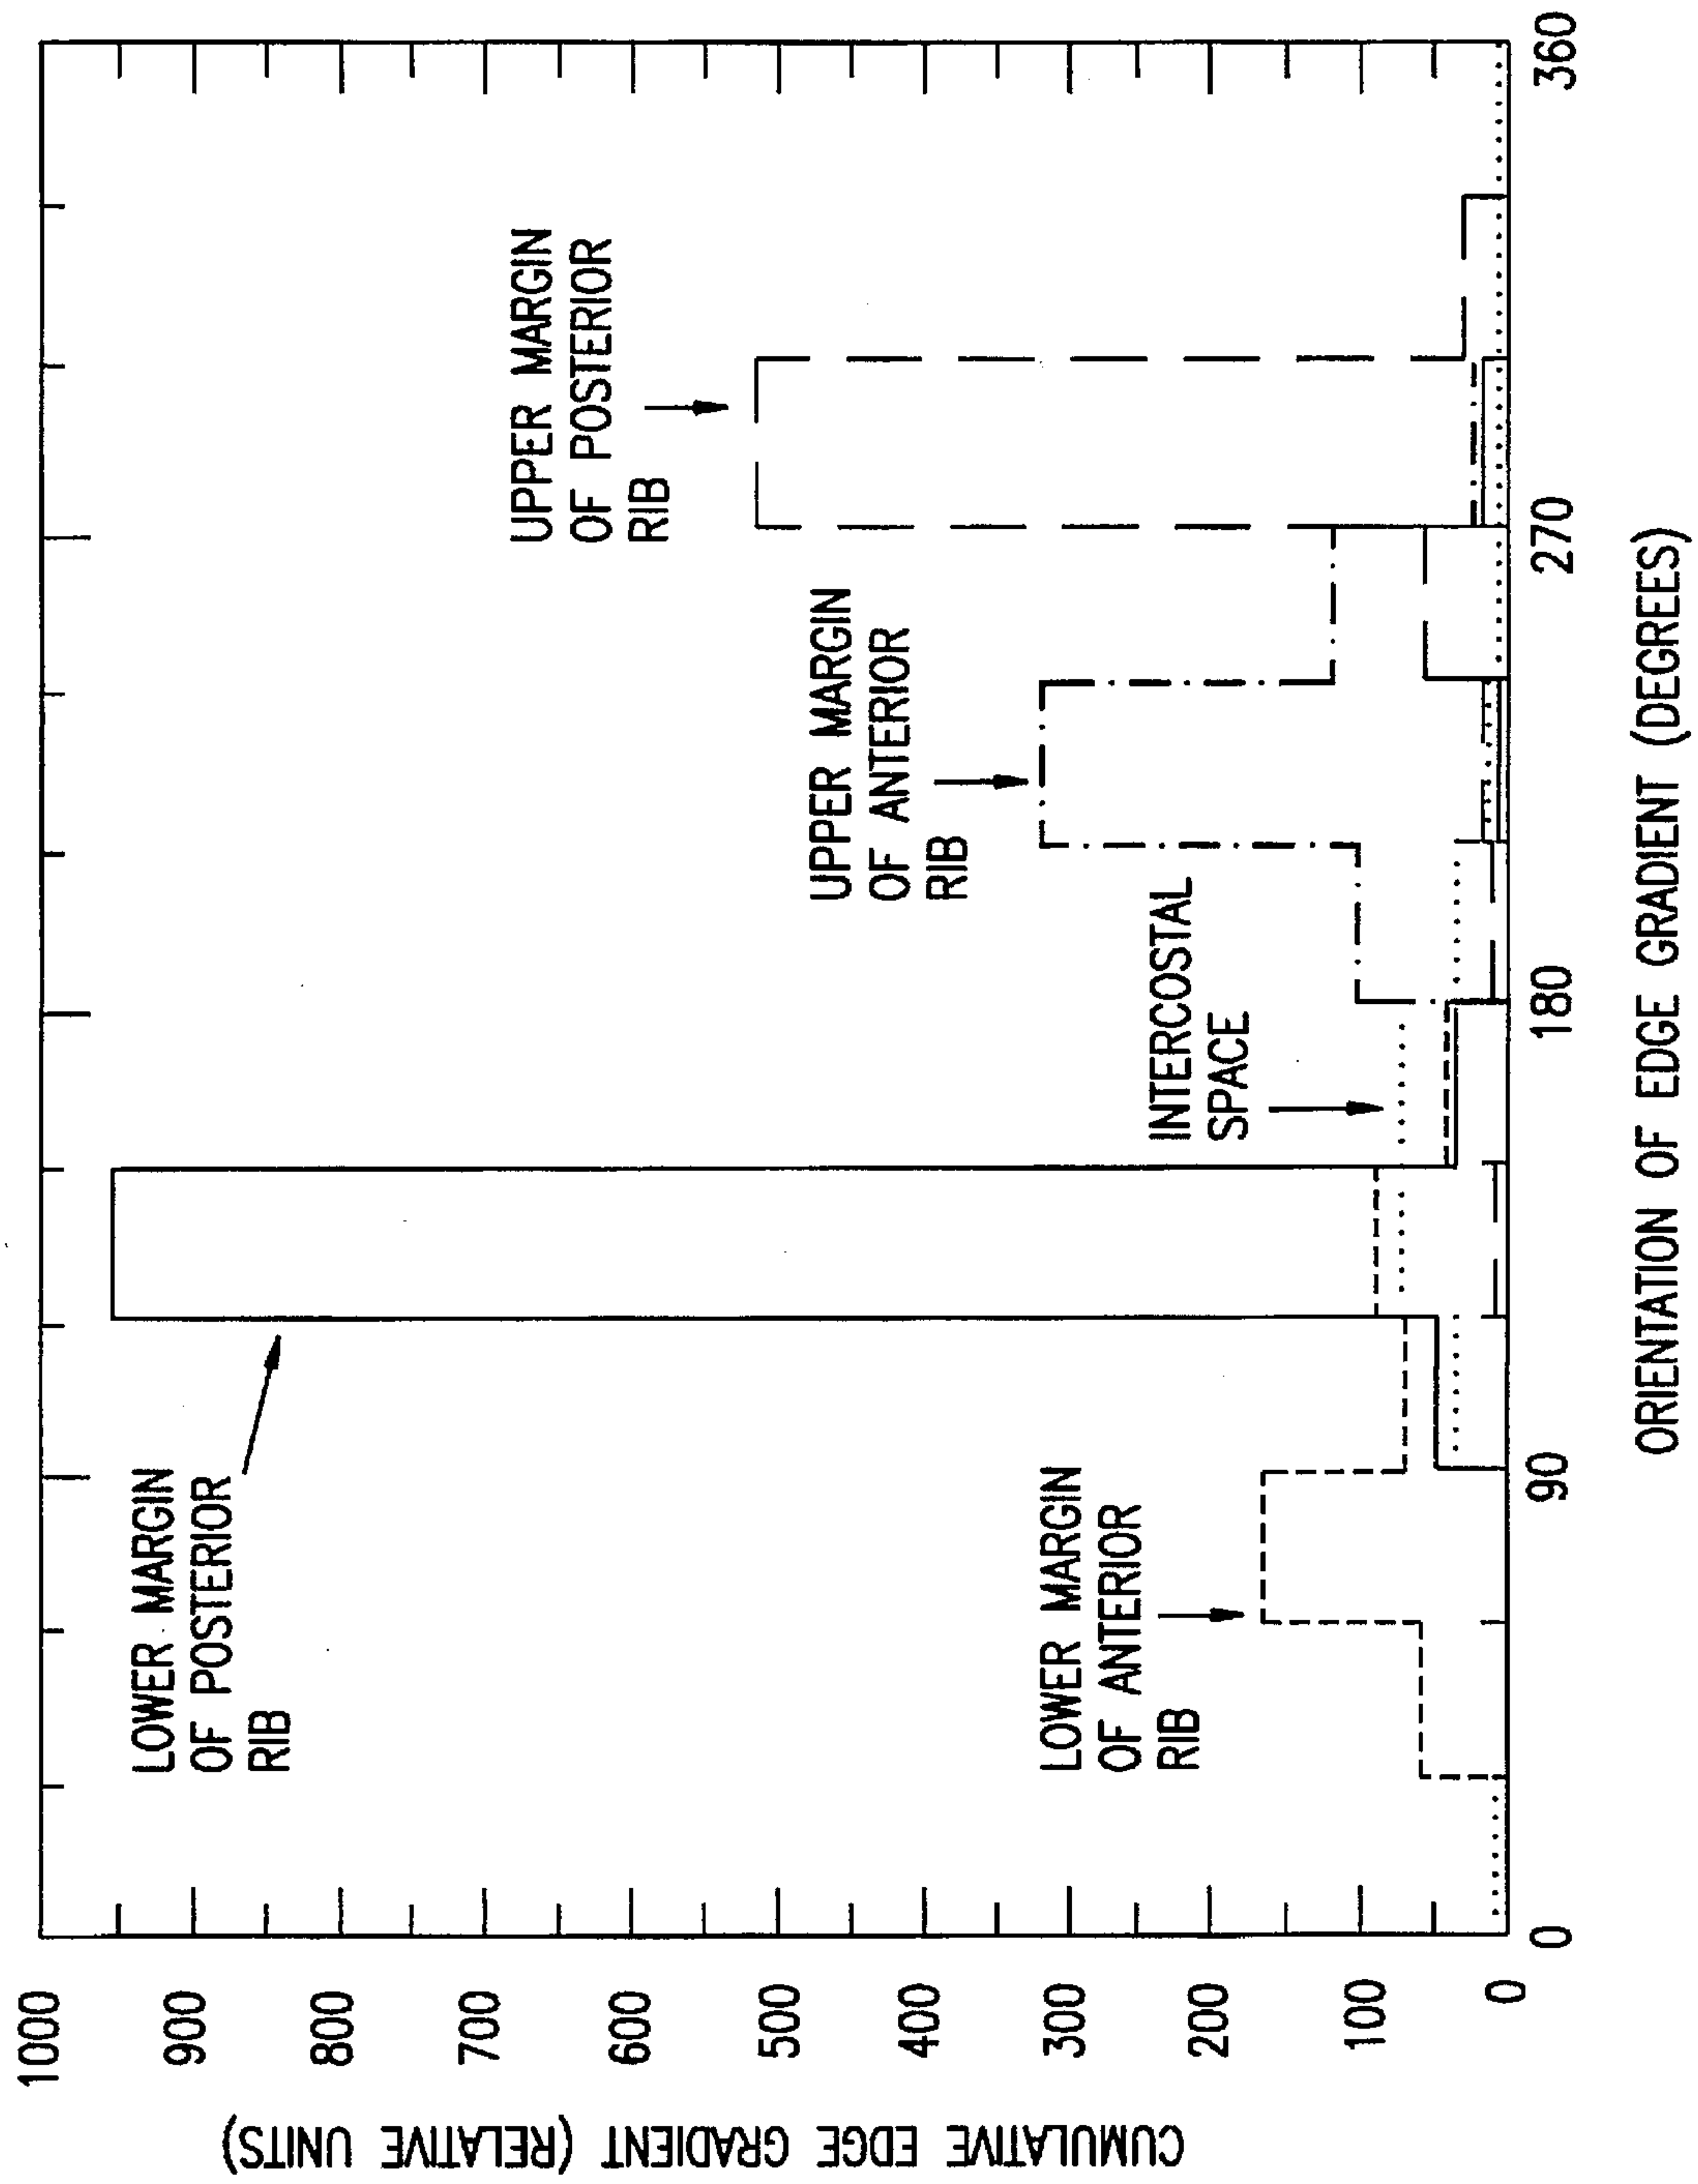 CUMULATIVE EDGE GRADIENT (RELATIVE UNITS)
1000
900
800
700
600
500
400
300
200
100
0
LOWER MARGIN
OF POSTERIOR
RIB
LOWER MARGIN
OF ANTERIOR
RIB
INTERCOSTAL
SPACE
UPPER MARGIN
OF ANTERIOR
RIB
UPPER MARGIN
OF POSTERIOR
RIB
0
90
180
270
360
ORIENTATION OF EDGE GRADIENT (DEGREES)